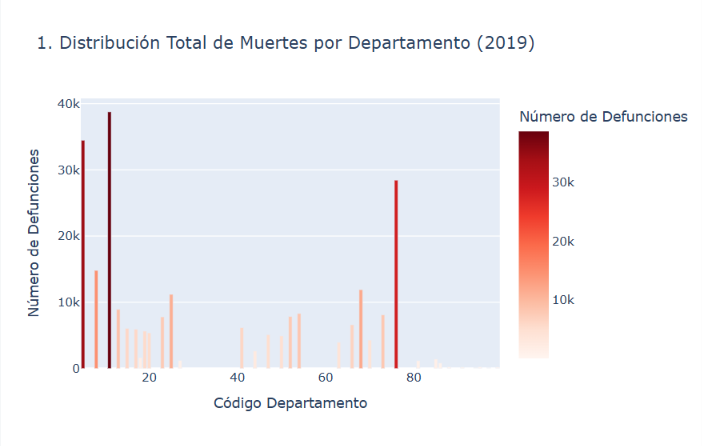 1. Distribución Total de Muertes por Departamento (2019)
Número de Defunciones
40k
30k
20k
10k
0
20
40
60
80
Código Departamento
Número de Defunciones
30k
20k
10k